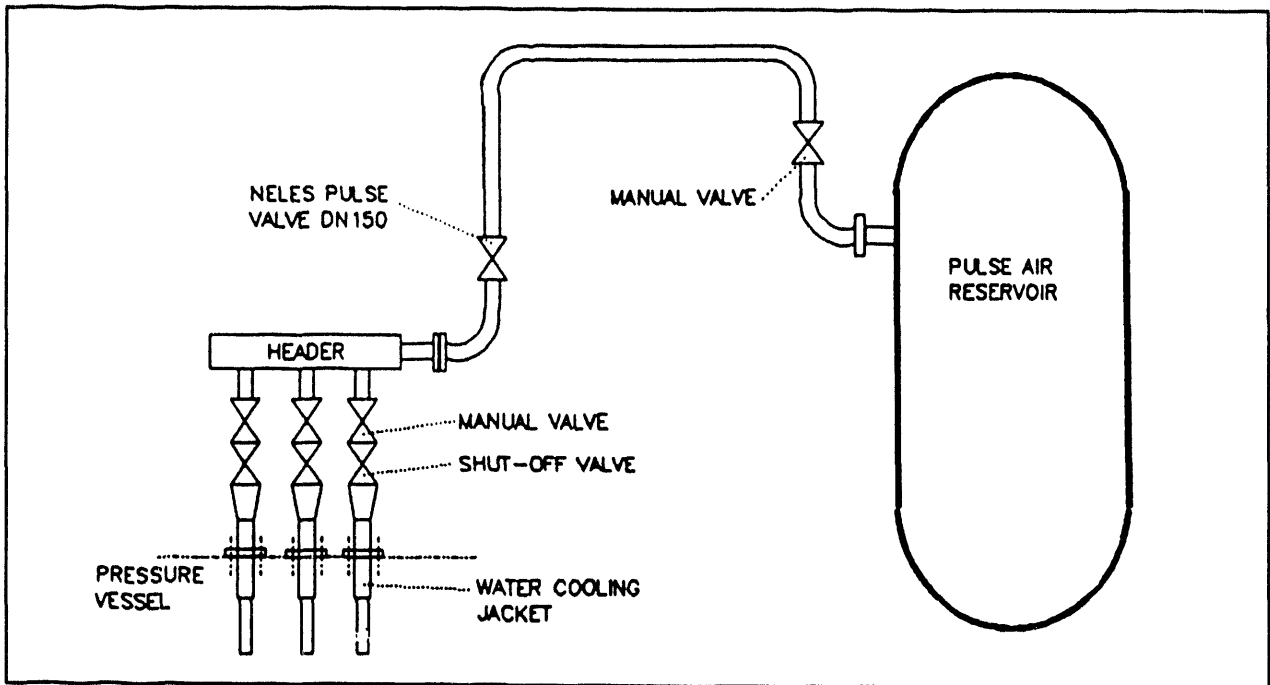 NELES PULSE
VALVE DN150
MANUAL VALVE
PULSE AIR
RESERVOIR
HEADER
MANUAL VALVE
SHUT-OFF VALVE
PRESSURE
VESSEL
WATER COOLING
JACKET